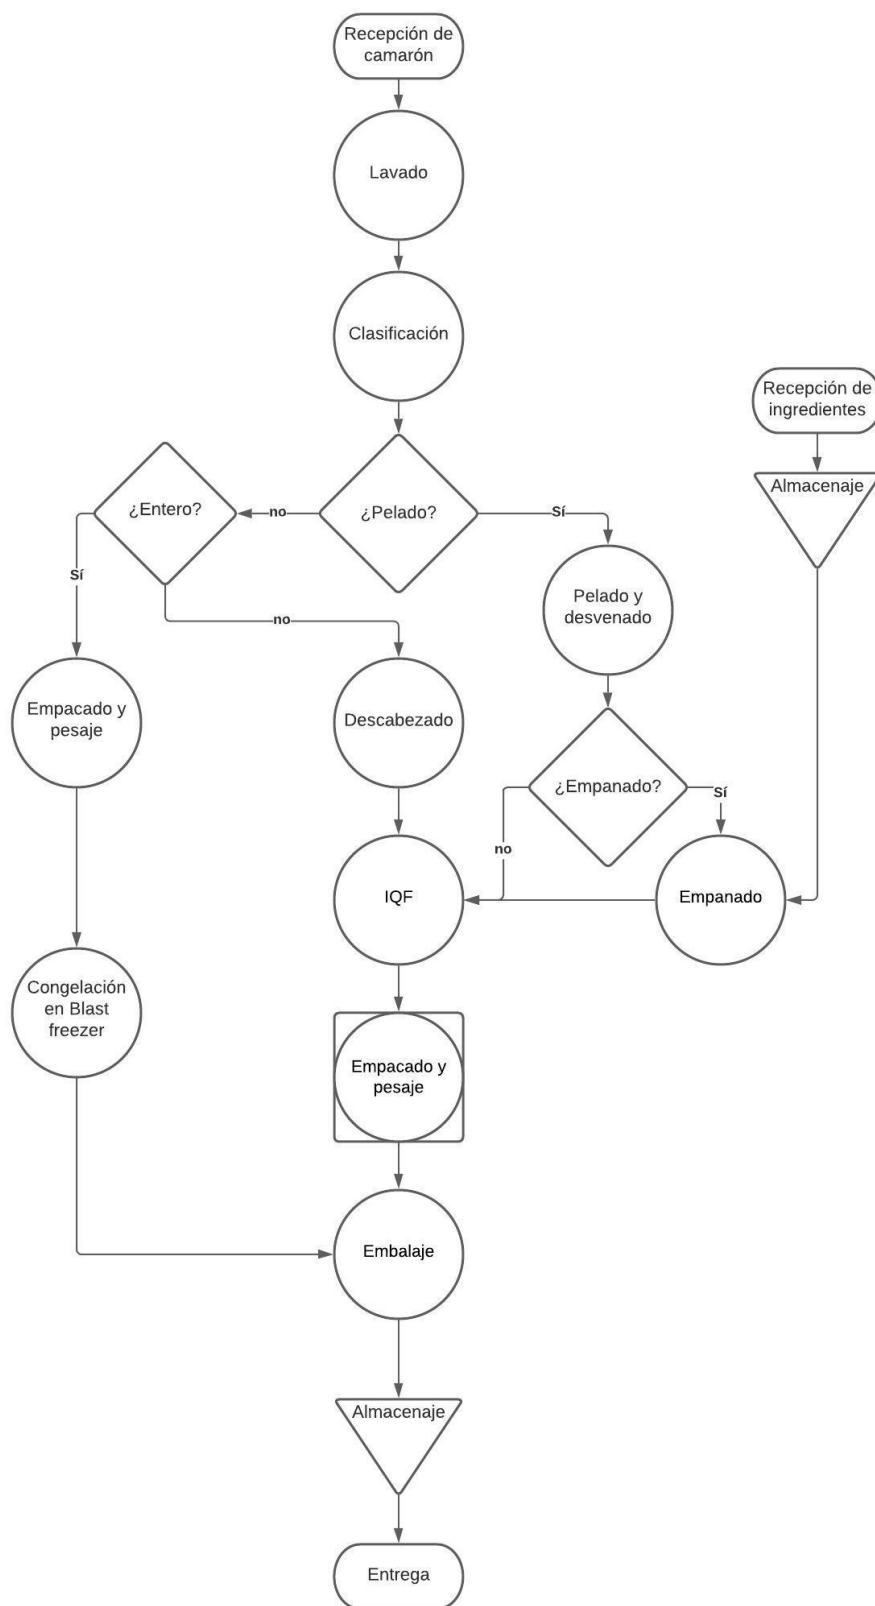 Recepción de
camarón
Lavado
Clasificación
Recepción de
ingredientes
Almacenaje
¿Entero?
no
¿Pelado?
Sí
Sí
Pelado y
desvenado
no
Empacado y
pesaje
Descabezado
¿Empanado?
Sí
no
IQF
Empanado
Congelación
en Blast
freezer
Empacado y
pesaje
Embalaje
Almacenaje
Entrega